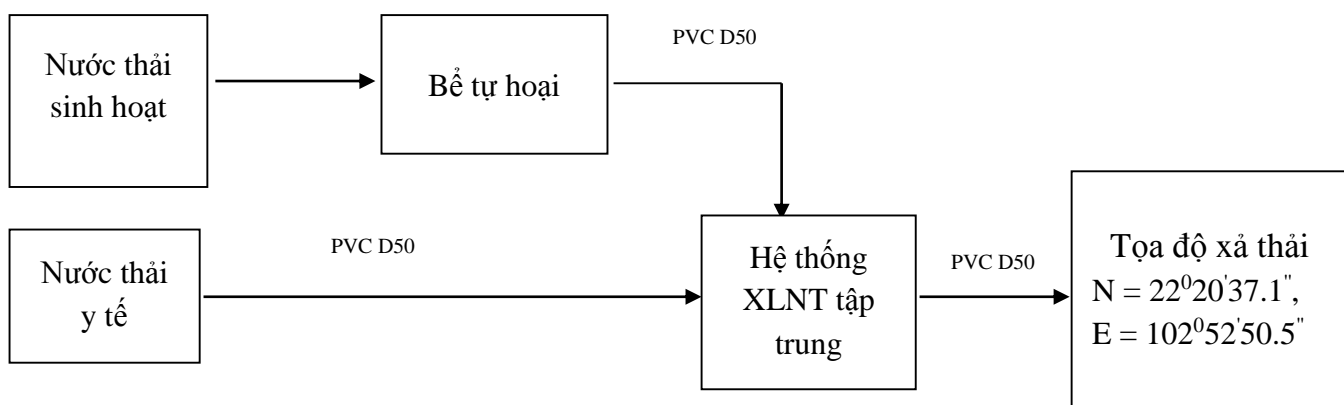 PVC D50
Nước thải
sinh hoạt
Bể tự hoại
Nước thải
y tế
PVC D50
Hệ thống
XLNT tập
trung
PVC D50
Tọa độ xả thải
N = 22⁰20'37.1",
E = 102⁰52'50.5"